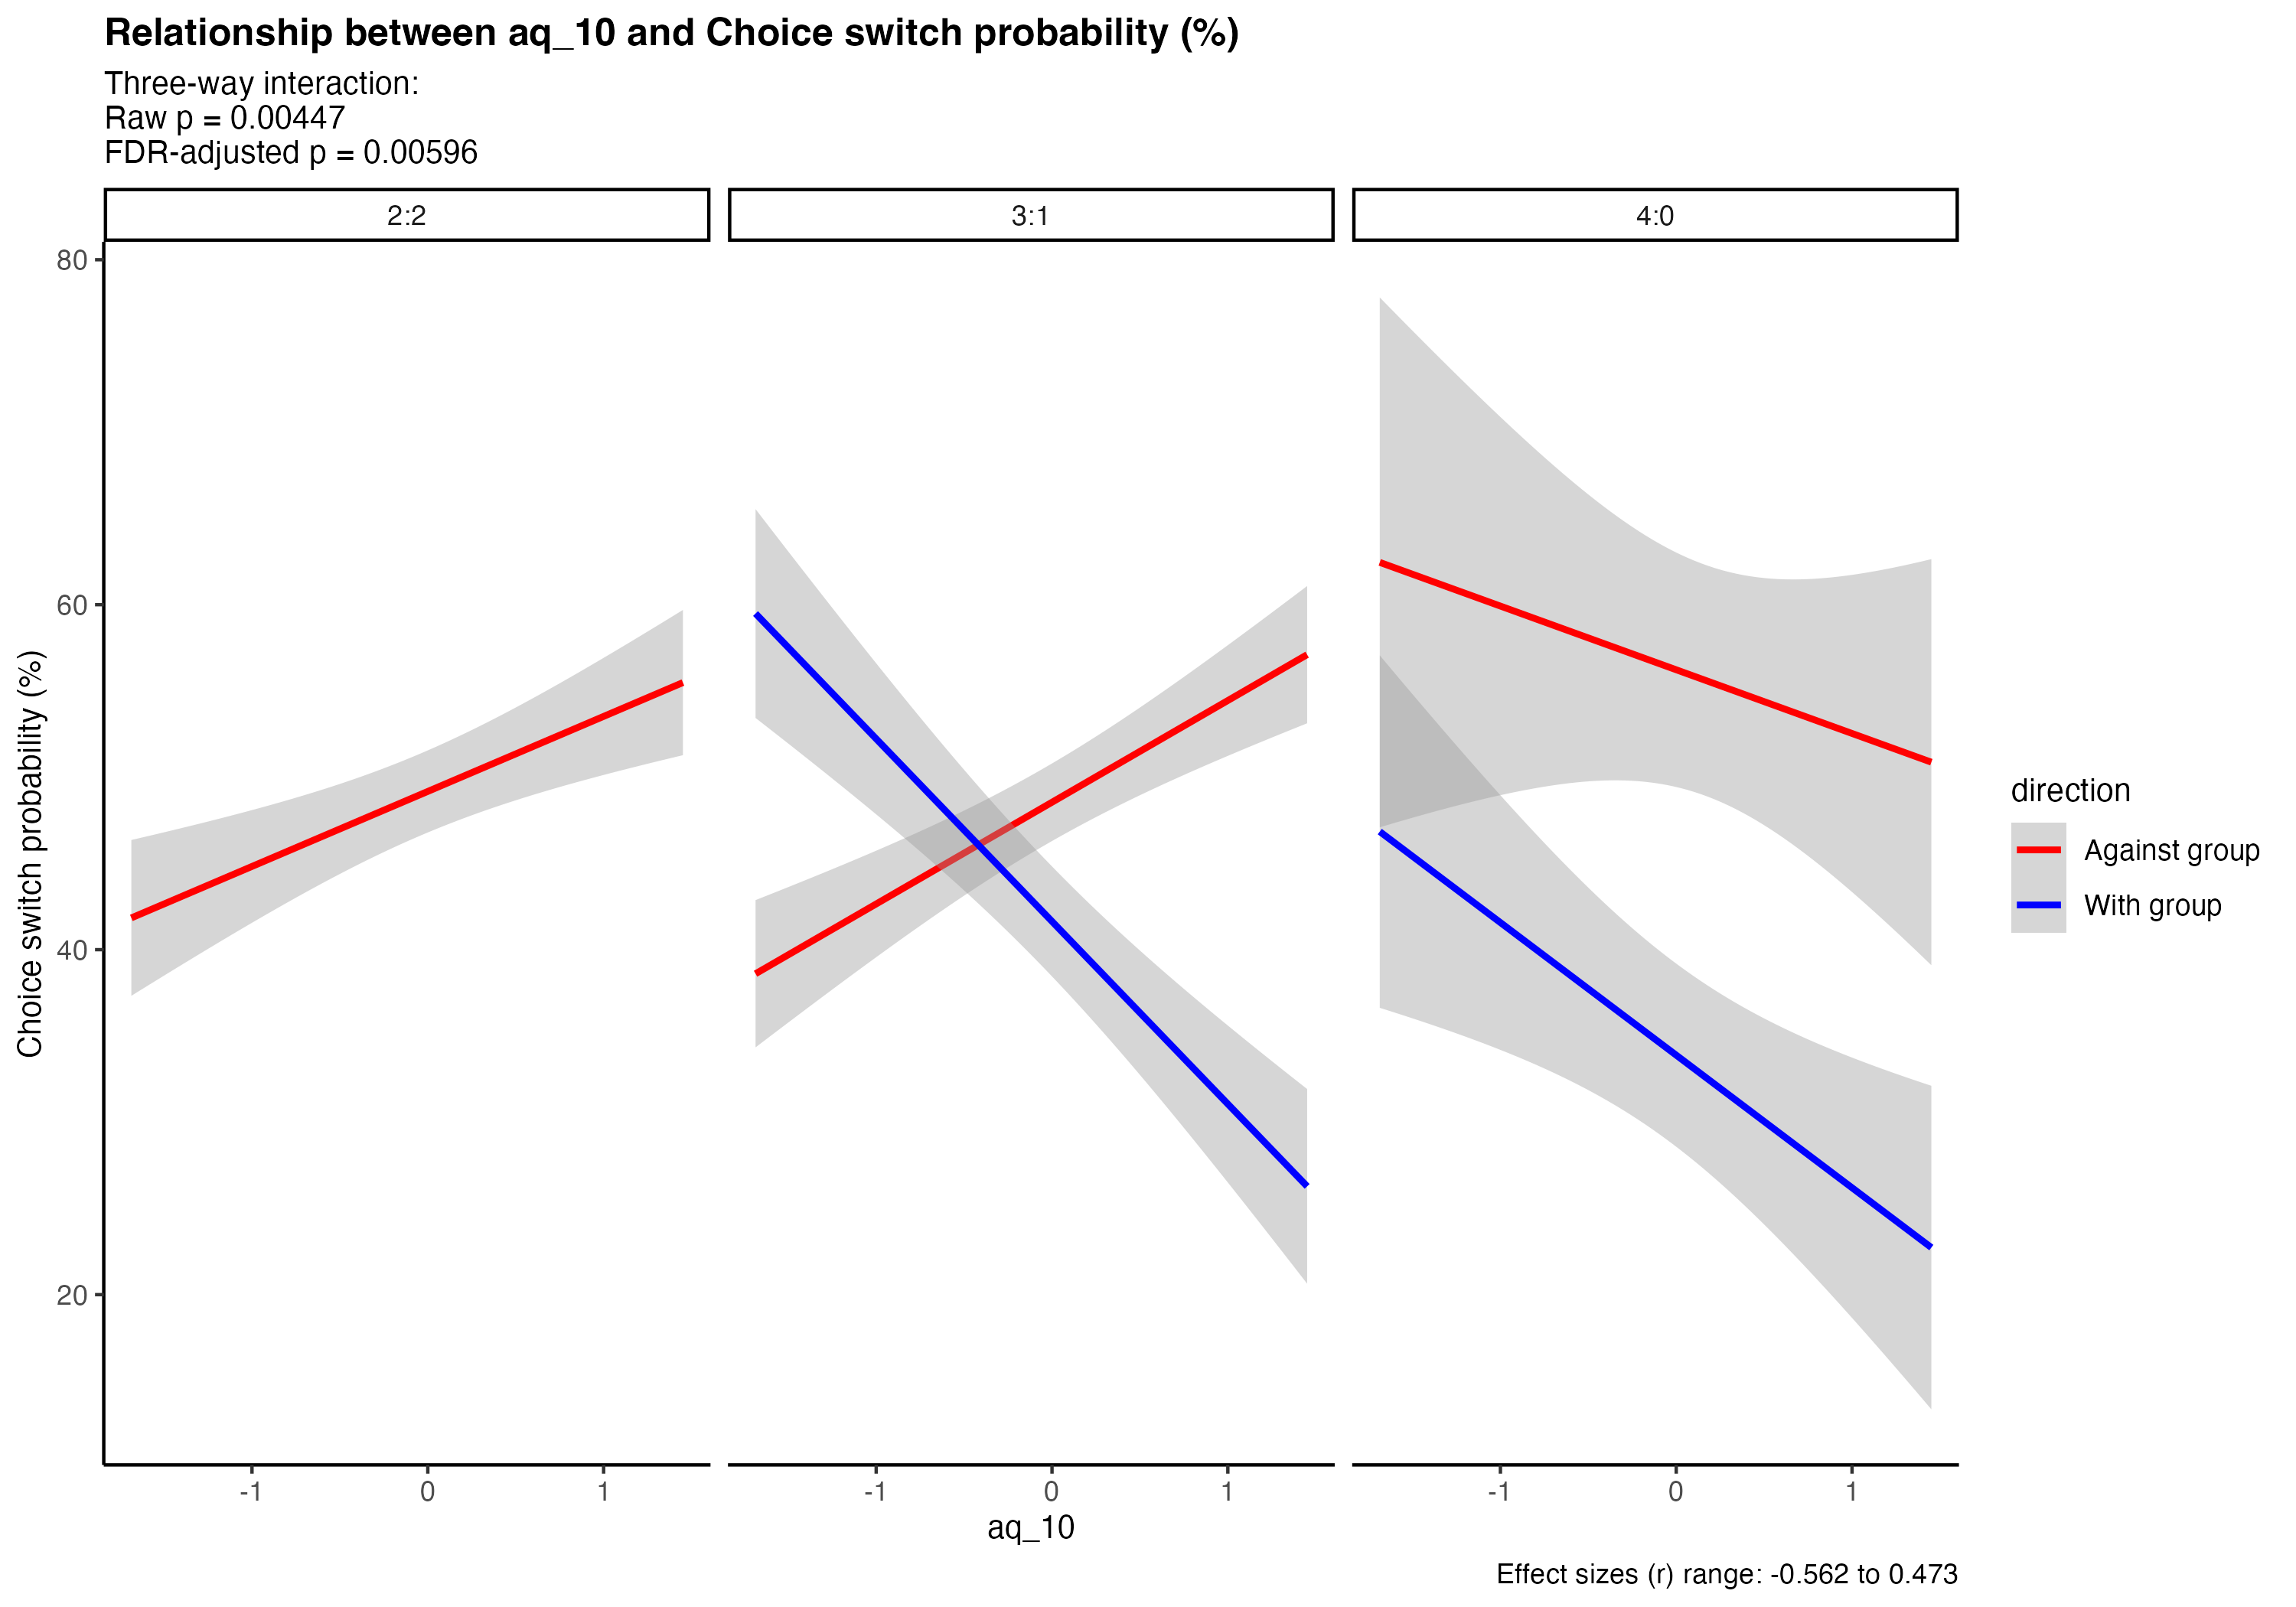 Relationship between aq_10 and Choice switch probability (%)
Three-way interaction:
Raw p = 0.00447
FDR-adjusted p = 0.00596
2:2
3:1
4:0
80
60
40
20
Choice switch probability (%)
-1
0
1
-1
0
1
-1
0
1
aq_10
direction
Against group
With group
Effect sizes (r) range: -0.562 to 0.473